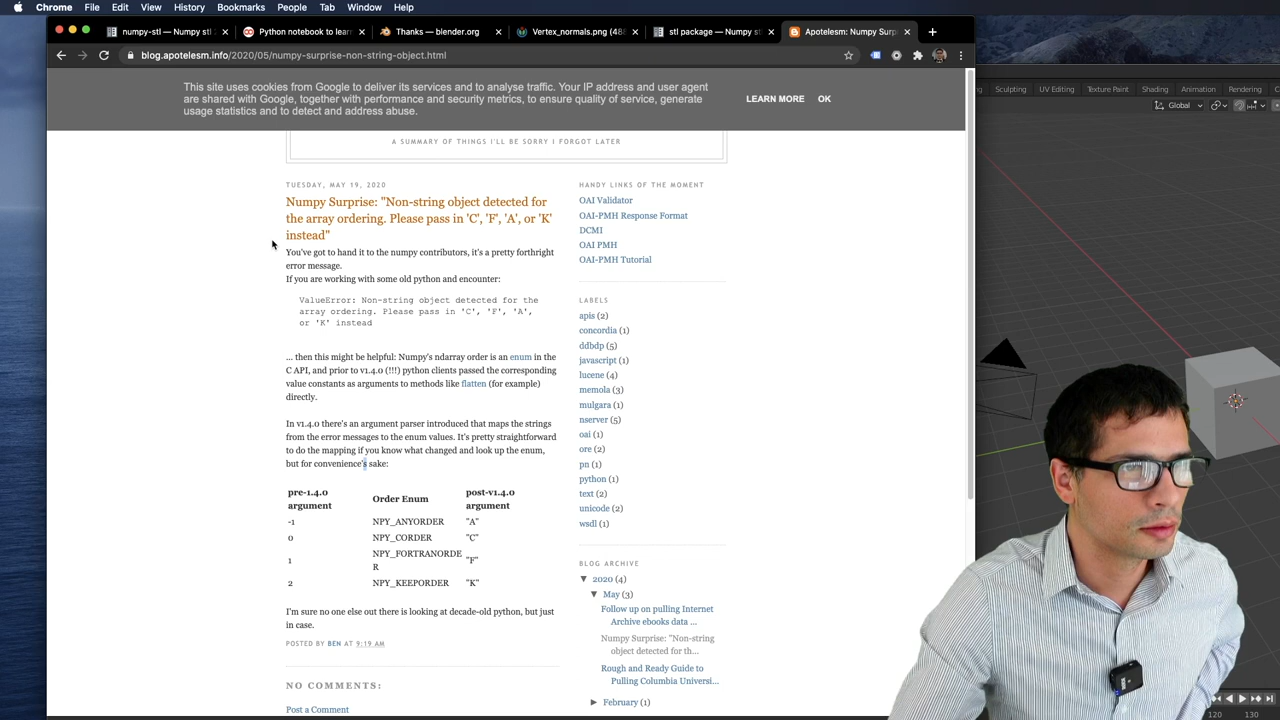 Chrome File Edit View History Bookmarks Profiles Tab Window Help
numpy-stl — Numpy stl
Python notebook to lear
Thanks — blender.org
Vertex_normals.png (488
stl package — Numpy stl
Apotelesm: Numpy Surp
blog.apotelesm.org/2020/05/numpy-surprise-non-string-object.html
This site uses cookies from Google to deliver its services and to analyse traffic. Your IP address and user agent
are shared with Google, together with performance and security metrics, to ensure quality of service, generate
usage statistics and to detect and address abuse.
LEARN MORE OK
Sculpting UV Editing Texture Paint Shading Animation Rendering
Global
A SUMMARY OF THINGS I'LL BE SORRY I FORGOT LATER
TUESDAY, MAY 19, 2020
Numpy Surprise: "Non-string object detected for
the array ordering. Please pass in 'C', 'F', 'A', or 'K'
instead"
You've got to hand it to the numpy contributors, it's a pretty forthright
error message.
If you are working with some old python and encounter:
ValueError: Non-string object detected for the
array ordering. Please pass in 'C', 'F', 'A',
or 'K' instead
... then this might be helpful: Numpy's ndarray order is an enum in the
C API, and prior to v1.4.0 (!!!) python clients passed the corresponding
value constants as arguments to methods like flatten (for example)
directly.
In v1.4.0 there's an argument parser introduced that maps the strings
from the error messages to the enum values. It's pretty straightforward
to do the mapping if you know what changed and look up the enum,
but for convenience's sake:
pre-1.4.0
argument
Order Enum
post-v1.4.0
argument
-1 NPY_ANYORDER "A"
0 NPY_CORDER "C"
1 NPY_FORTRANORDE
R
"F"
2 NPY_KEEPORDER "K"
I'm sure no one else out there is looking at decade-old python, but just
in case.
POSTED BY BEN AT 9:19 AM
NO COMMENTS:
Post a Comment
HANDY LINKS OF THE MOMENT
OAI Validator
OAI-PMH Response Format
DCMI
OAI PMH
OAI-PMH Tutorial
LABELS
apis (2)
concordia (1)
ddbdp (5)
javascript (1)
lucene (4)
memola (3)
mulgara (1)
nserver (5)
oai (1)
ore (2)
pn (1)
python (1)
text (2)
unicode (2)
wsdl (1)
BLOG ARCHIVE
▼ 2020 (4)
▼ May (3)
Follow up on pulling Internet
Archive ebooks data ...
Numpy Surprise: "Non-string
object detected for th...
Rough and Ready Guide to
Pulling Columbia Universi...
► February (1)
120 130